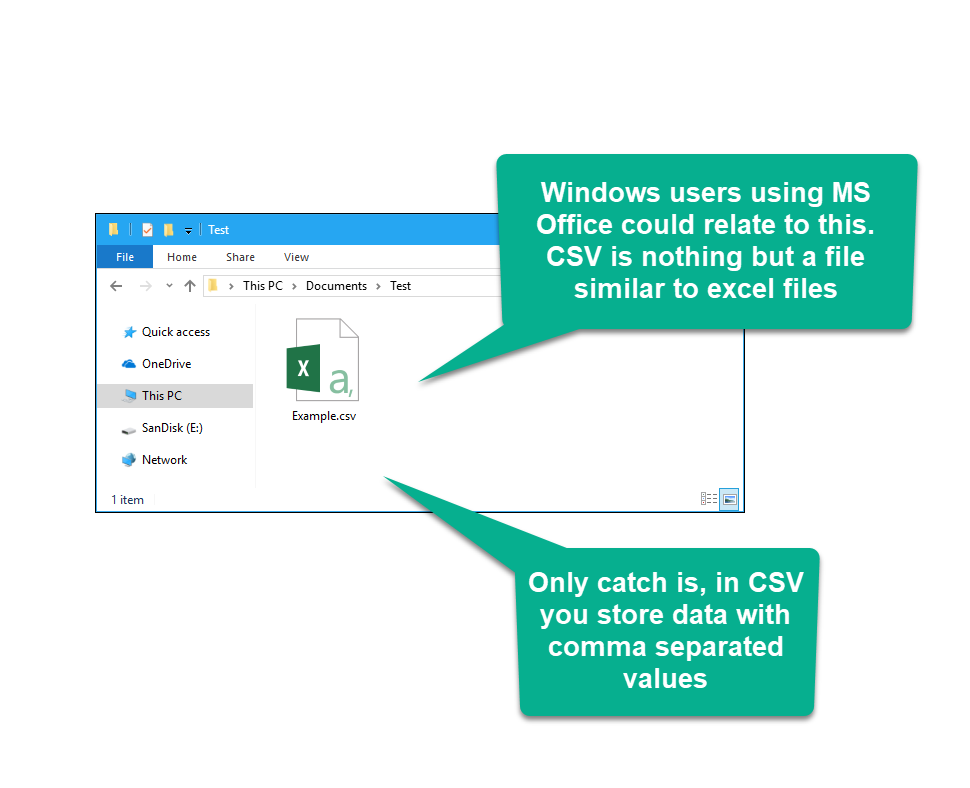 Windows users using MS
Office could relate to this.
CSV is nothing but a file
similar to excel files
Test
File Home Share View
This PC > Documents > Test
Quick access
OneDrive
This PC
SanDisk (E:)
Network
X
a,
Example.csv
1 item
Only catch is, in CSV
you store data with
comma separated
values